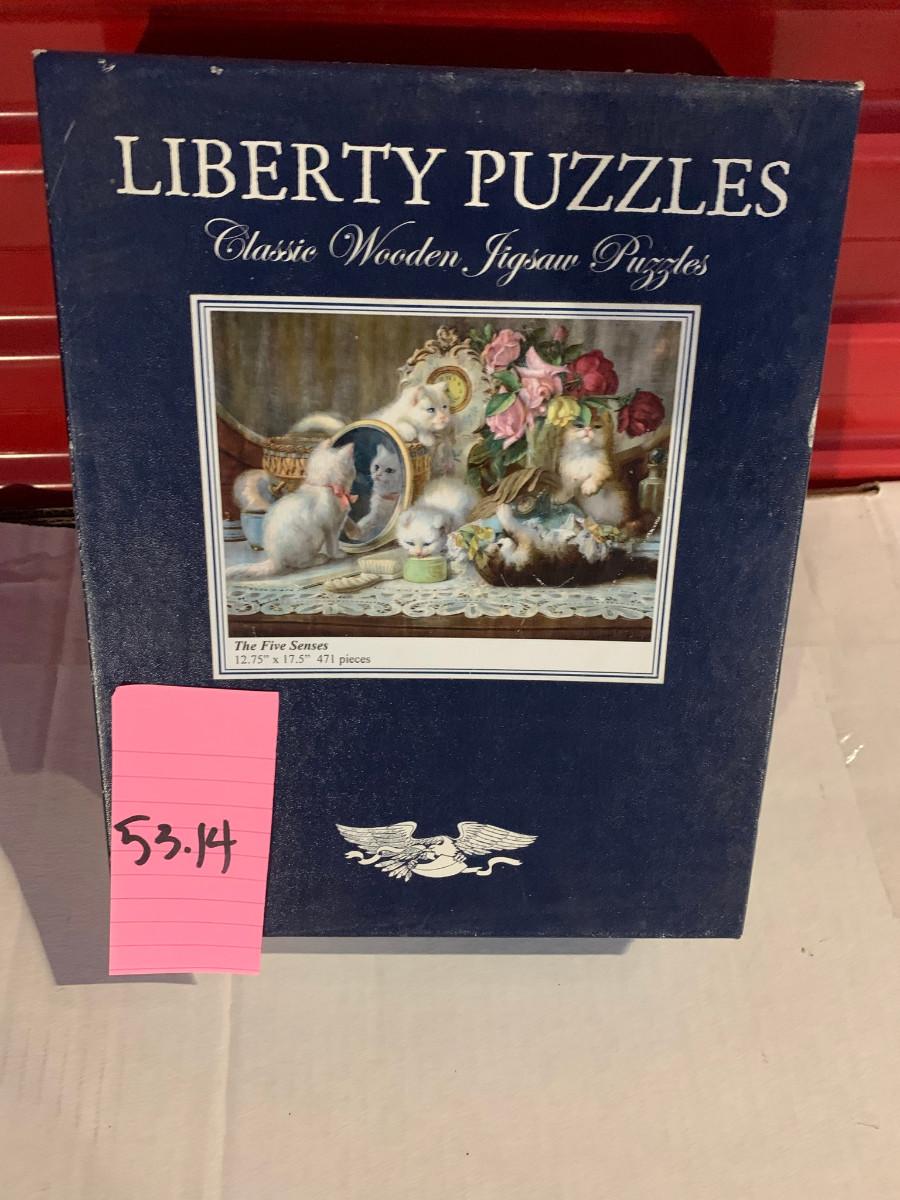 LIBERTY PUZZLES
Classic Wooden Jigsaw Puzzles
The Five Senses
12.75" x 17.5" 471 pieces
53.14